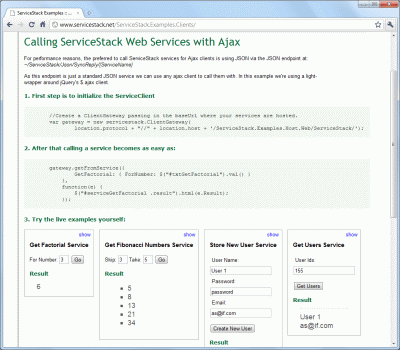 ServiceStack Examples ::
www.servicestack.net/ServiceStack.Examples.Clients/
Calling ServiceStack Web Services with Ajax
For performance reasons, the preferred to call ServiceStack services for Ajax clients is using JSON via the JSON endpoint at:
~/ServiceStack/Json/SyncReply/[ServiceName]
As this endpoint is just a standard JSON service we can use any ajax client to call them with. In this example we're using a light-
wrapper around jQuery's $.ajax client.
1. First step is to initialize the ServiceClient
//Create a ClientGateway passing in the baseUrl where your services are hosted.
var gateway = new servicestack.ClientGateway(
location.protocol + "//" + location.host + '/ServiceStack.Examples.Host.Web/ServiceStack/');
2. After that calling a service becomes as easy as:
gateway.getFromService({
GetFactorial: { ForNumber: $("#txtGetFactorial").val() }
},
function(e) {
$("#serviceGetFactorial .result").html(e.Result);
});
3. Try the live examples yourself:
show
Get Factorial Service
For Number: 3 Go
Result
6
show
Get Fibonacci Numbers Service
Skip 3 Take 5 Go
Result
5
8
13
21
34
show
Store New User Service
User Name:
User 1
Password:
password
Email:
as@if.com
Create New User
Result
show
Get Users Service
User Ids:
155
Get Users
Result
User 1
as@if.com